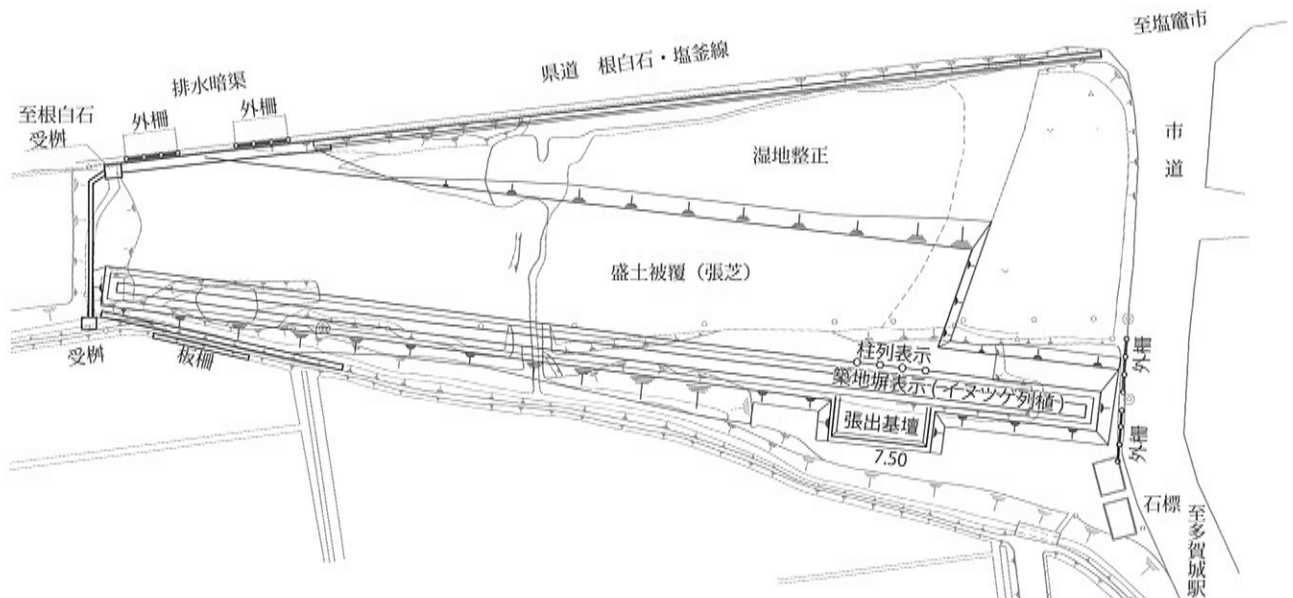 至塩竈市
県道　根白石・塩釜線
排水暗渠
外柵
外柵
至根白石
受桝
市道
湿地整正
盛土被覆（張芝）
受桝
板柵
柱列表示
築地塀表示（イヌツゲ列植）
張出基壇
7.50
外柵
外柵
石標
至多賀城駅